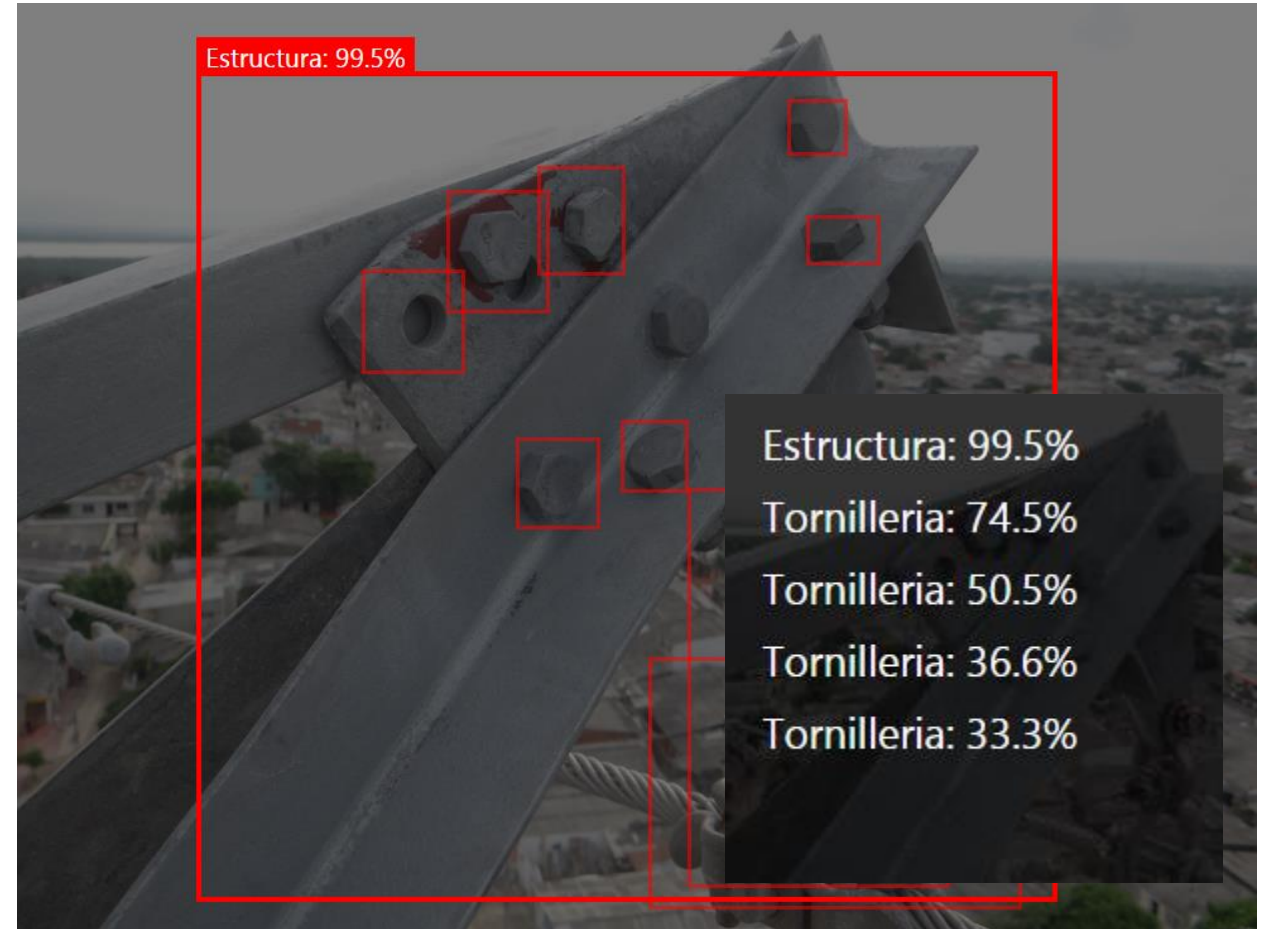 Estructura: 99.5%
Estructura: 99.5%
Tornilleria: 74.5%
Tornilleria: 50.5%
Tornilleria: 36.6%
Tornilleria: 33.3%